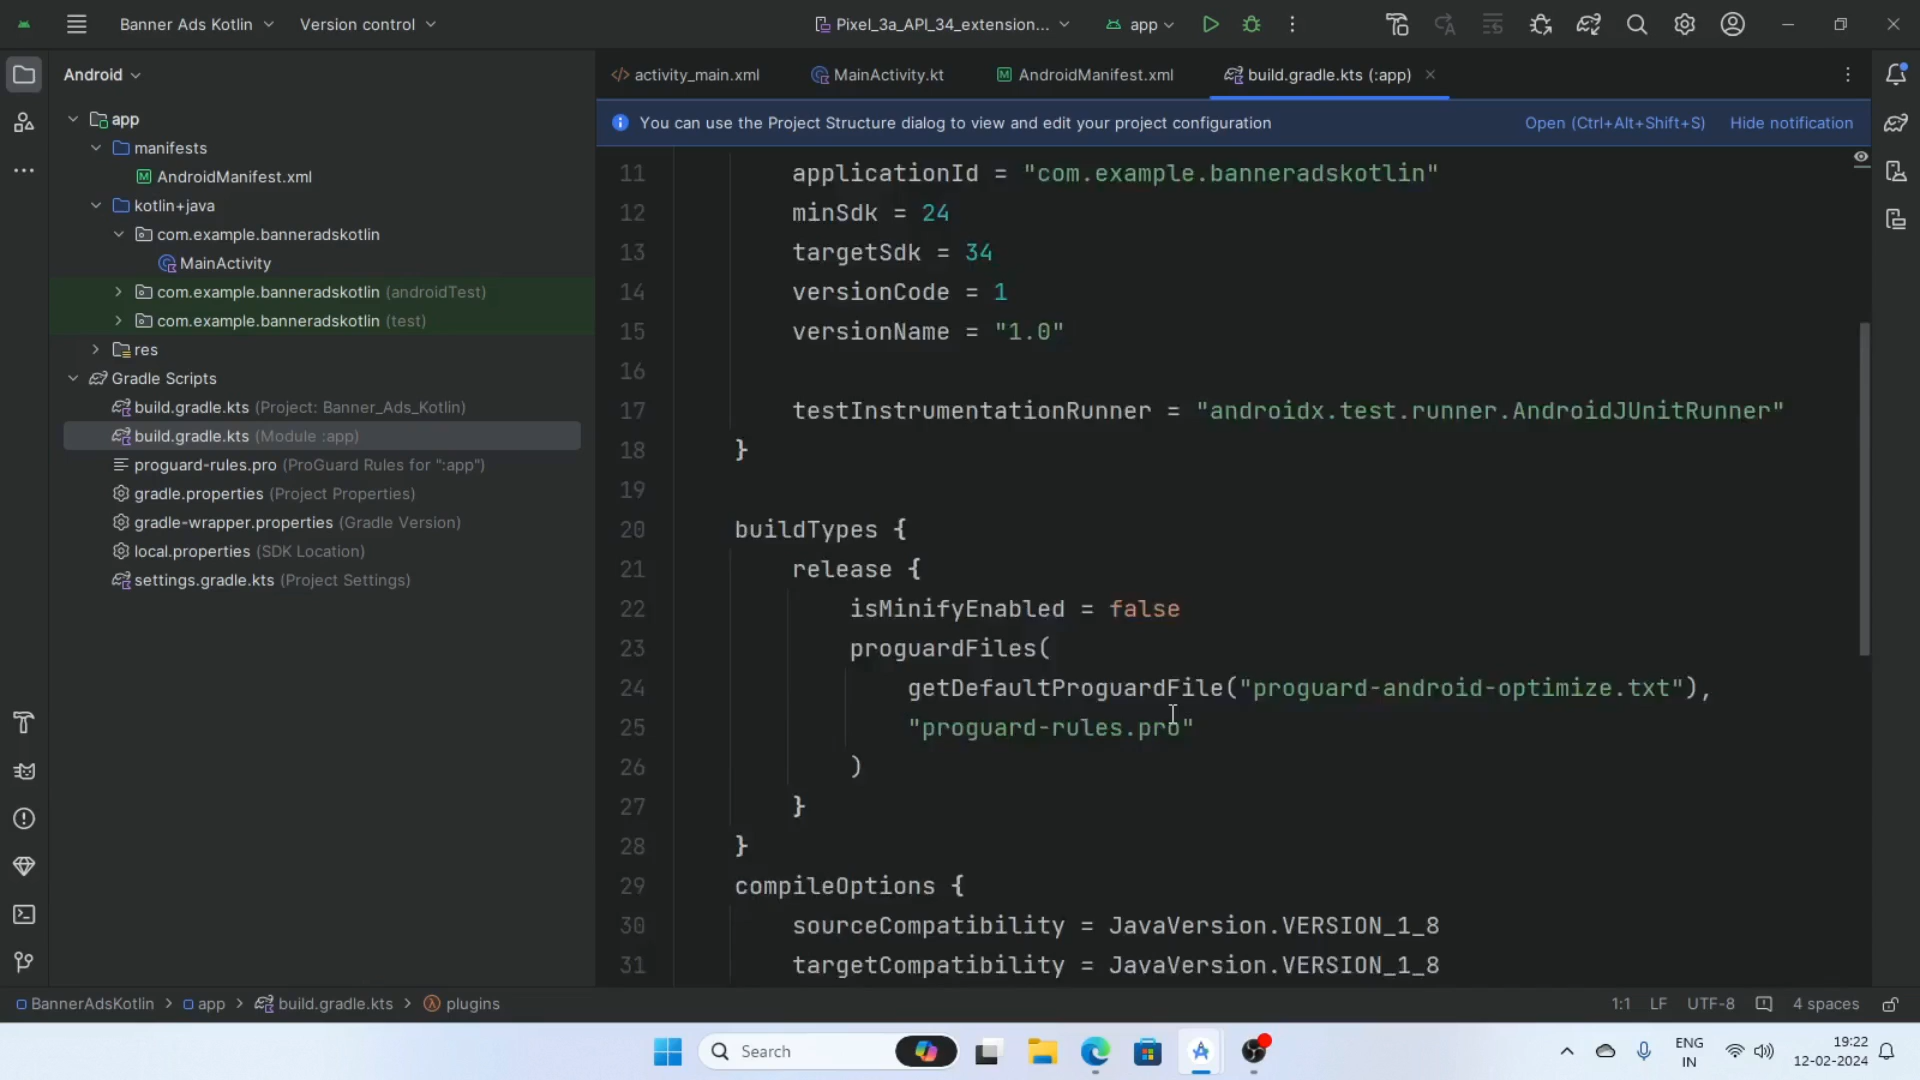 Banner Ads Kotlin
Version control
Pixel_3a_API_34_extension...
app
Android
app
manifests
AndroidManifest.xml
kotlin+java
com.example.banneradskotlin
MainActivity
com.example.banneradskotlin (androidTest)
com.example.banneradskotlin (test)
res
Gradle Scripts
build.gradle.kts (Project: Banner_Ads_Kotlin)
build.gradle.kts (Module :app)
proguard-rules.pro (ProGuard Rules for ":app")
gradle.properties (Project Properties)
gradle-wrapper.properties (Gradle Version)
local.properties (SDK Location)
settings.gradle.kts (Project Settings)
activity_main.xml
MainActivity.kt
AndroidManifest.xml
build.gradle.kts (:app)
You can use the Project Structure dialog to view and edit your project configuration
Open (Ctrl+Alt+Shift+S)
Hide notification
11 applicationId = "com.example.banneradskotlin"
12 minSdk = 24
13 targetSdk = 34
14 versionCode = 1
15 versionName = "1.0"
16
17 testInstrumentationRunner = "androidx.test.runner.AndroidJUnitRunner"
18 }
19
20 buildTypes {
21 release {
22 isMinifyEnabled = false
23 proguardFiles(
24 getDefaultProguardFile("proguard-android-optimize.txt"),
25 "proguard-rules.pro"
26 )
27 }
28 }
29 compileOptions {
30 sourceCompatibility = JavaVersion.VERSION_1_8
31 targetCompatibility = JavaVersion.VERSION_1_8
BannerAdsKotlin > app > build.gradle.kts > plugins
1:1 LF UTF-8 4 spaces
Search
ENG
IN
19:22
12-02-2024